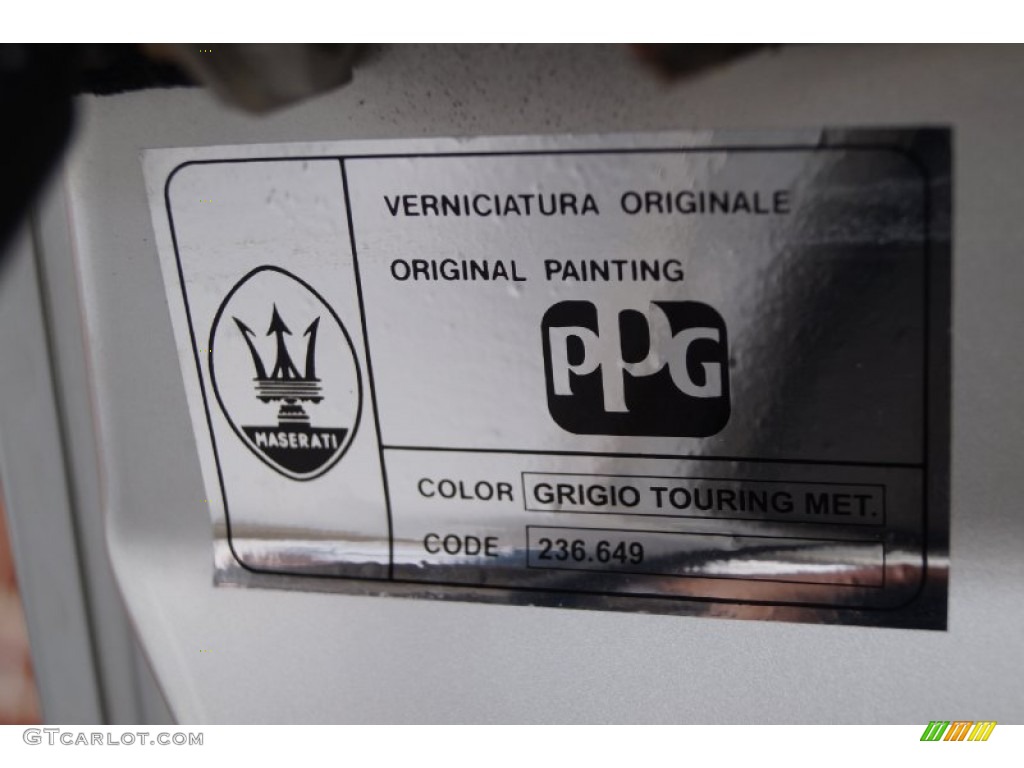 VERNICIATURA ORIGINALE
ORIGINAL PAINTING
PPG
MASERATI
COLOR GRIGIO TOURING MET.
CODE 236.649
GTCARLOT.COM